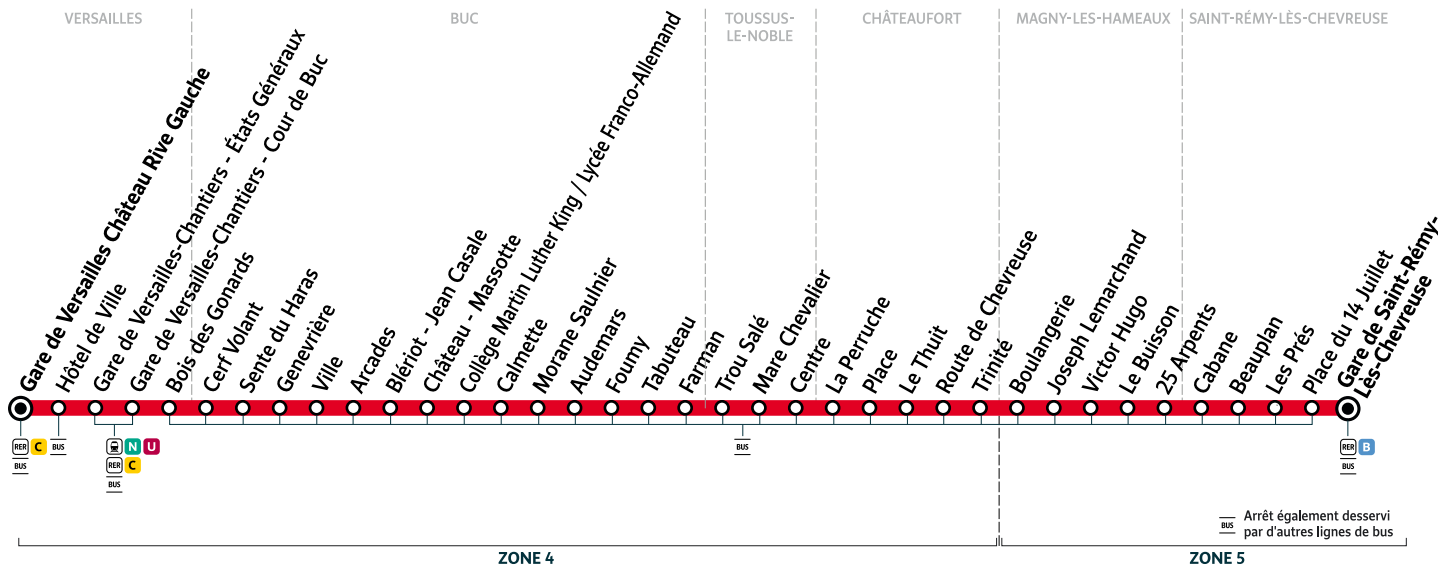 VERSAILLES
BUC
TOUSSUS-
LE-NOBLE
CHÂTEAUFORT
MAGNY-LES-HAMEAUX
SAINT-RÉMY-LÈS-CHEVREUSE
Gare de Versailles Château Rive Gauche
Hôtel de Ville
Gare de Versailles-Chantiers - États Généraux
Gare de Versailles-Chantiers - Cour de Buc
Bois des Gonards
Cerf Volant
Sente du Haras
Genevrière
Ville
Arcades
Blériot - Jean Casale
Château - Massotte
Collège Martin Luther King / Lycée Franco-Allemand
Calmette
Morane Saulnier
Audemars
Fourny
Tabuteau
Farman
Trou Salé
Mare Chevalier
Centre
La Perruche
Place
Le Thuit
Route de Chevreuse
Trinité
Boulangerie
Joseph Lemarchand
Victor Hugo
Le Buisson
25 Arpents
Cabane
Beauplan
Les Prés
Place du 14 Juillet
Gare de Saint-Rémy-
Lès-Chevreuse
RER C
BUS
BUS
N U
RER C
BUS
BUS
RER B
BUS
BUS
Arrêt également desservi
par d'autres lignes de bus
ZONE 4
ZONE 5